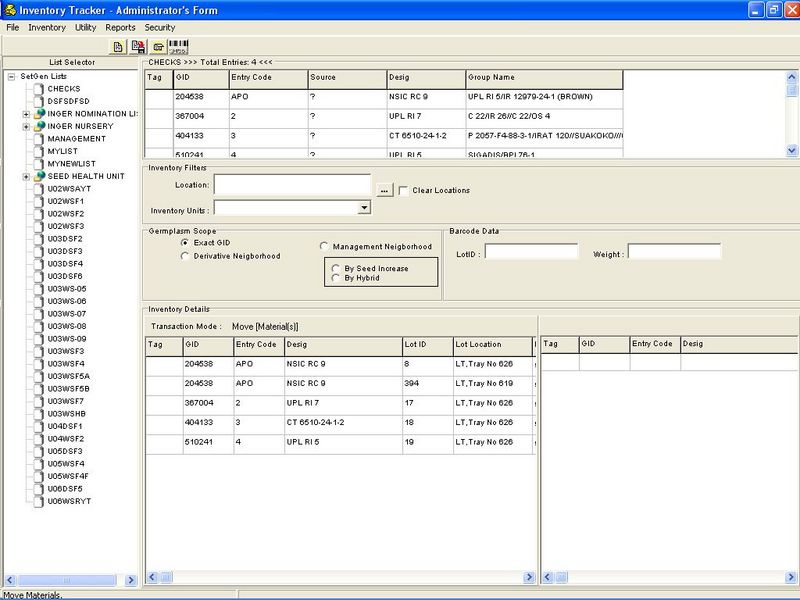 Inventory Tracker - Administrator's Form
File Inventory Utility Reports Security
List Selector
SetGen Lists
CHECKS
DSFSDFSD
INGER NOMINATION LI
INGER NURSERY
MANAGEMENT
MYLIST
MYNEWLIST
SEED HEALTH UNIT
U02WSAYT
U02WSF1
U02WSF2
U02WSF3
U03DSF2
U03DSF3
U03DSF4
U03DSF6
U03WS-05
U03WS-06
U03WS-07
U03WS-08
U03WS-09
U03WSF3
U03WSF4
U03WSF5A
U03WSF5B
U03WSF7
U03WSHB
U04DSF1
U04WSF2
U05DSF3
U05WSF4
U05WSF4F
U06DSF5
U06WSRYT
CHECKS >>> Total Entries: 4 <<<
Tag GID Entry Code Source Desig Group Name
204538 APO ? NSIC RC 9 UPL RI 5/IR 12979-24-1 (BROWN)
367004 2 ? UPL RI 7 C 22/IR 26//C 22/OS 4
404133 3 ? CT 6510-24-1-2 P 2057-F4-88-3-1/IRAT 120//SUAKOKO///
510241 4 ? UPL RI 5 SIGADIS/BPI 76-1
Inventory Filters
Location:
... Clear Locations
Inventory Units :
Germplasm Scope
Exact GID
Derivative Neigborhood
Management Neigborhood
By Seed Increase
By Hybrid
Barcode Data
LotID : Weight :
Inventory Details
Transaction Mode : Move [Material(s)]
Tag GID Entry Code Desig Lot ID Lot Location
204538 APO NSIC RC 9 8 LT,Tray No 626
204538 APO NSIC RC 9 394 LT,Tray No 619
367004 2 UPL RI 7 17 LT,Tray No 626
404133 3 CT 6510-24-1-2 18 LT,Tray No 626
510241 4 UPL RI 5 19 LT,Tray No 626
Tag GID Entry Code Desig
Move Materials.